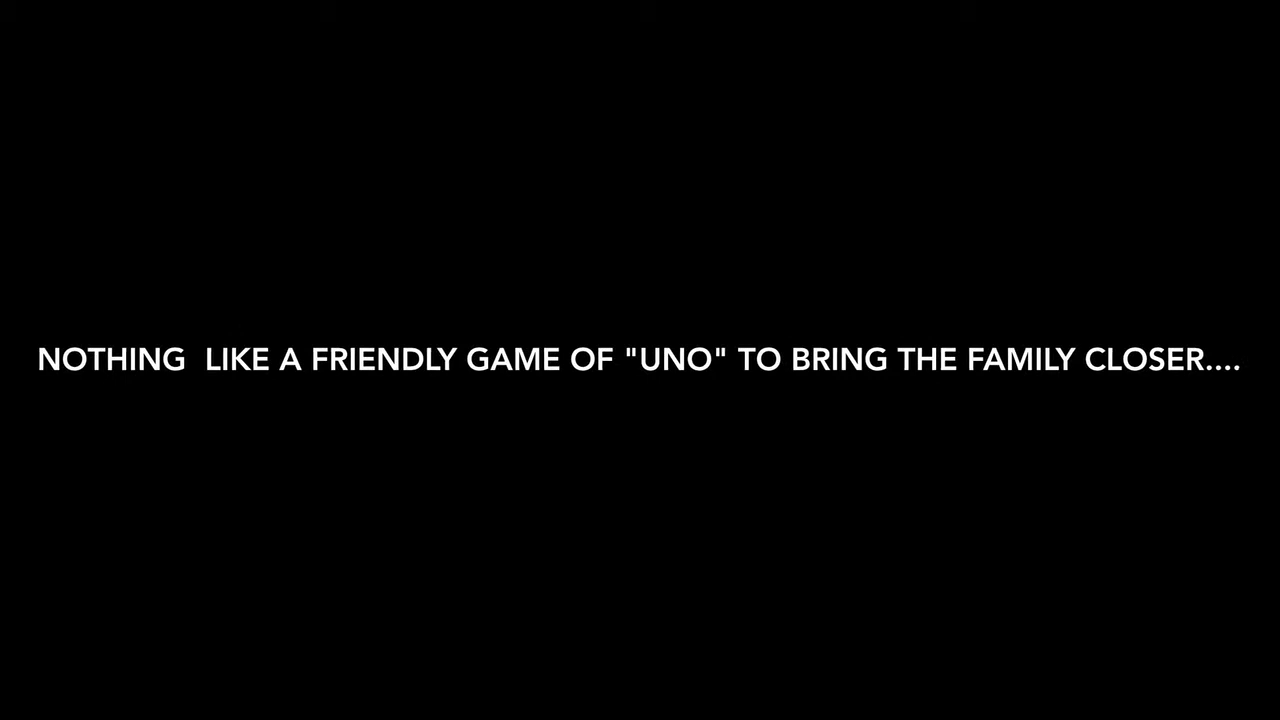 NOTHING  LIKE A FRIENDLY GAME OF "UNO" TO BRING THE FAMILY CLOSER....